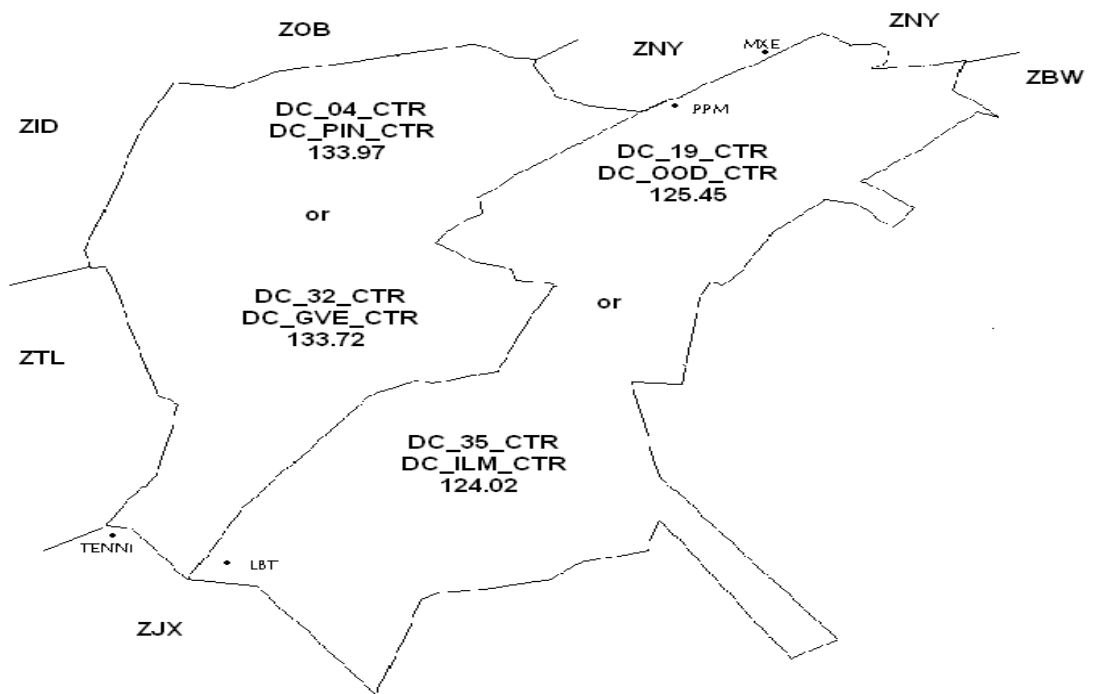 ZOB
ZNY
ZNY
MXE
ZBW
ZID
DC_04_CTR
DC_PIN_CTR
133.97
PPM
DC_19_CTR
DC_OOD_CTR
125.45
or
DC_32_CTR
DC_GVE_CTR
133.72
or
ZTL
DC_35_CTR
DC_ILM_CTR
124.02
TENNI
LBT
ZJX